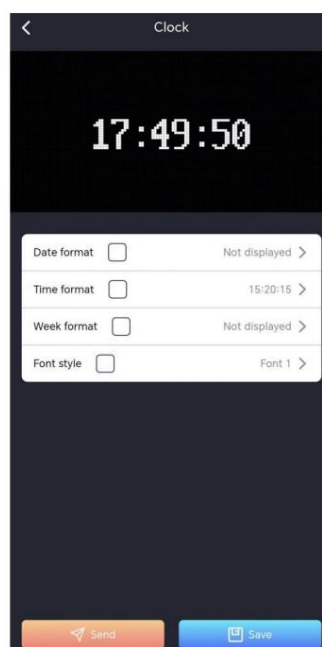 Clock
17:49:50
Date format Not displayed
Time format 15:20:15
Week format Not displayed
Font style Font 1
Send Save